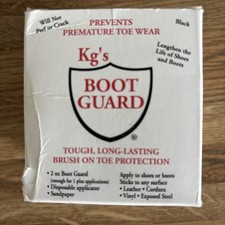 Will Not
Peel or Crack
PREVENTS
PREMATURE TOE WEAR
Black
Kg's
Lengthen the
Life of Shoes
and Boots
BOOT
GUARD
®
TOUGH, LONG-LASTING
BRUSH ON TOE PROTECTION
• 2 oz Boot Guard
(enough for 1 plus applications)
• Disposable applicator
• Sandpaper
Apply to shoes or boots
Sticks to any surface
• Leather • Cordura
• Vinyl • Exposed Steel